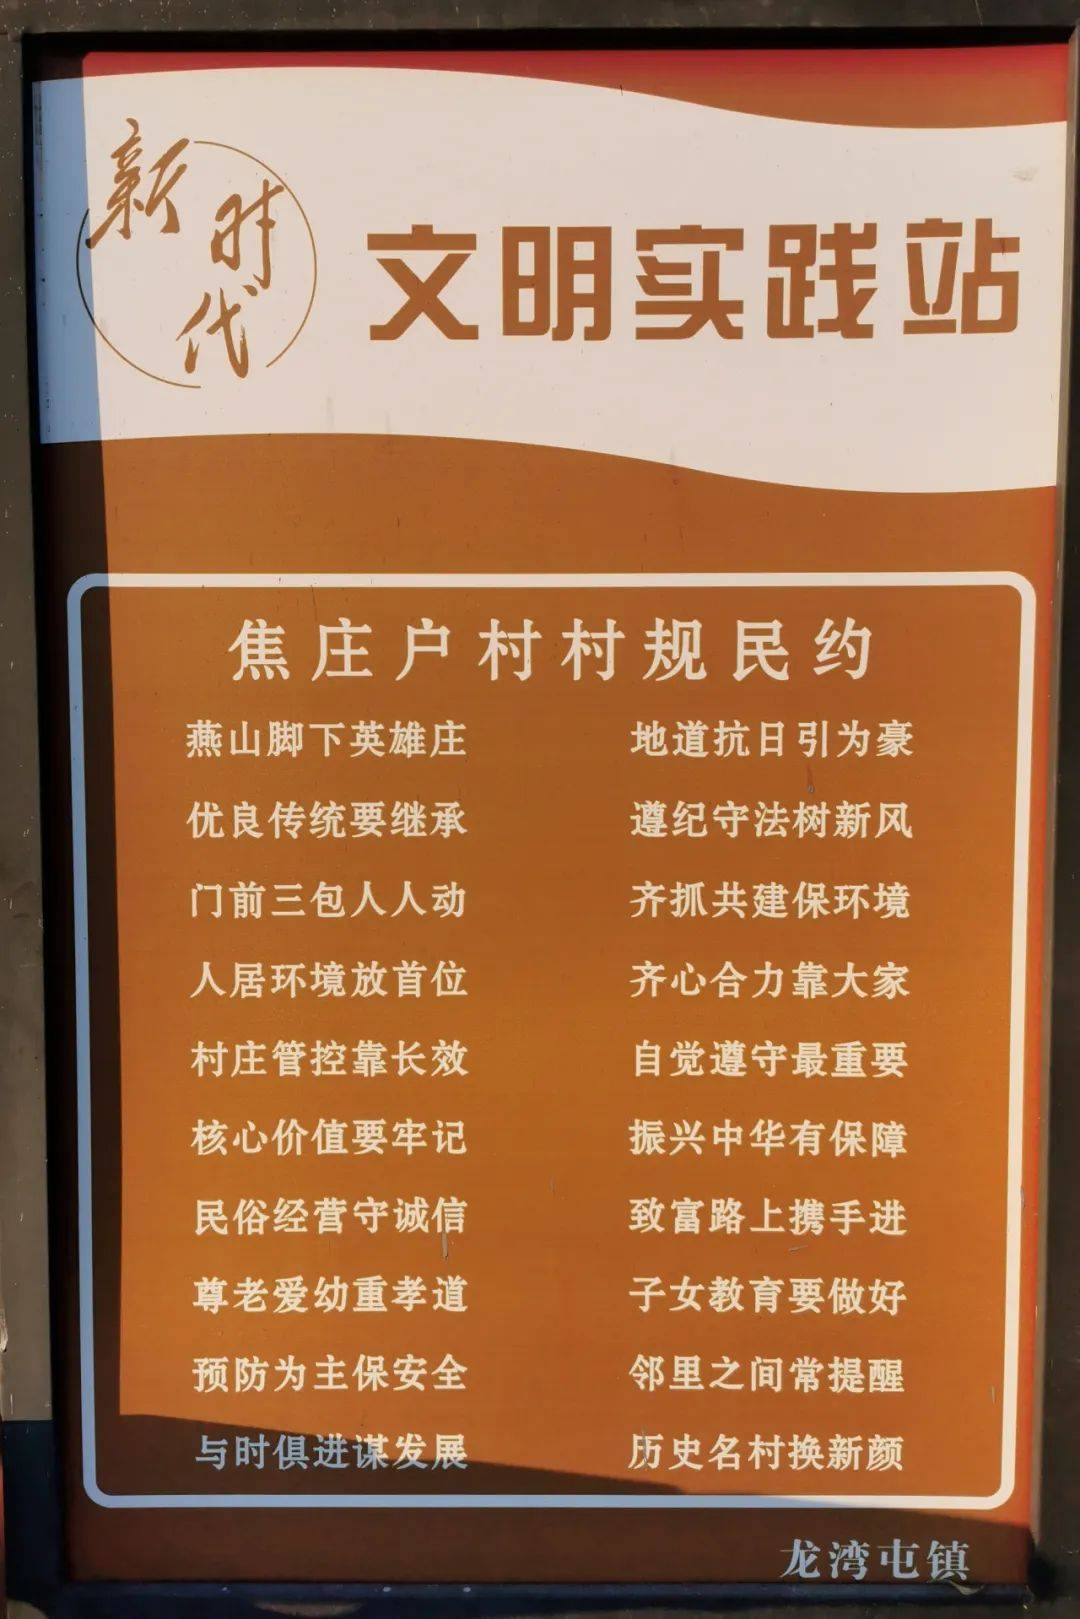 新时代
文明实践站
焦庄户村村规民约
燕山脚下英雄庄 地道抗日引为豪
优良传统要继承 遵纪守法树新风
门前三包人人动 齐抓共建保环境
人居环境放首位 齐心合力靠大家
村庄管控靠长效 自觉遵守最重要
核心价值要牢记 振兴中华有保障
民俗经营守诚信 致富路上携手进
尊老爱幼重孝道 子女教育要做好
预防为主保安全 邻里之间常提醒
与时俱进谋发展 历史名村换新颜
龙湾屯镇